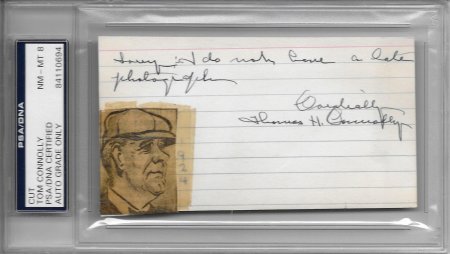 PSA/DNA
NM - MT 8
84110694
CUT
TOM CONNOLLY
PSA/DNA CERTIFIED
AUTO GRADE ONLY
Sorry, I do not have a late
photograph
Cordially
Thomas H. Connolly